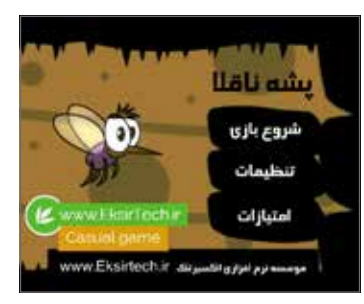 پشه ناقلا
شروع بازی
تنظیمات
امتیازات
www.EksirTech.ir
Casual game
موسسه نرم افزاری اکسیرتک www.Eksirtech.ir